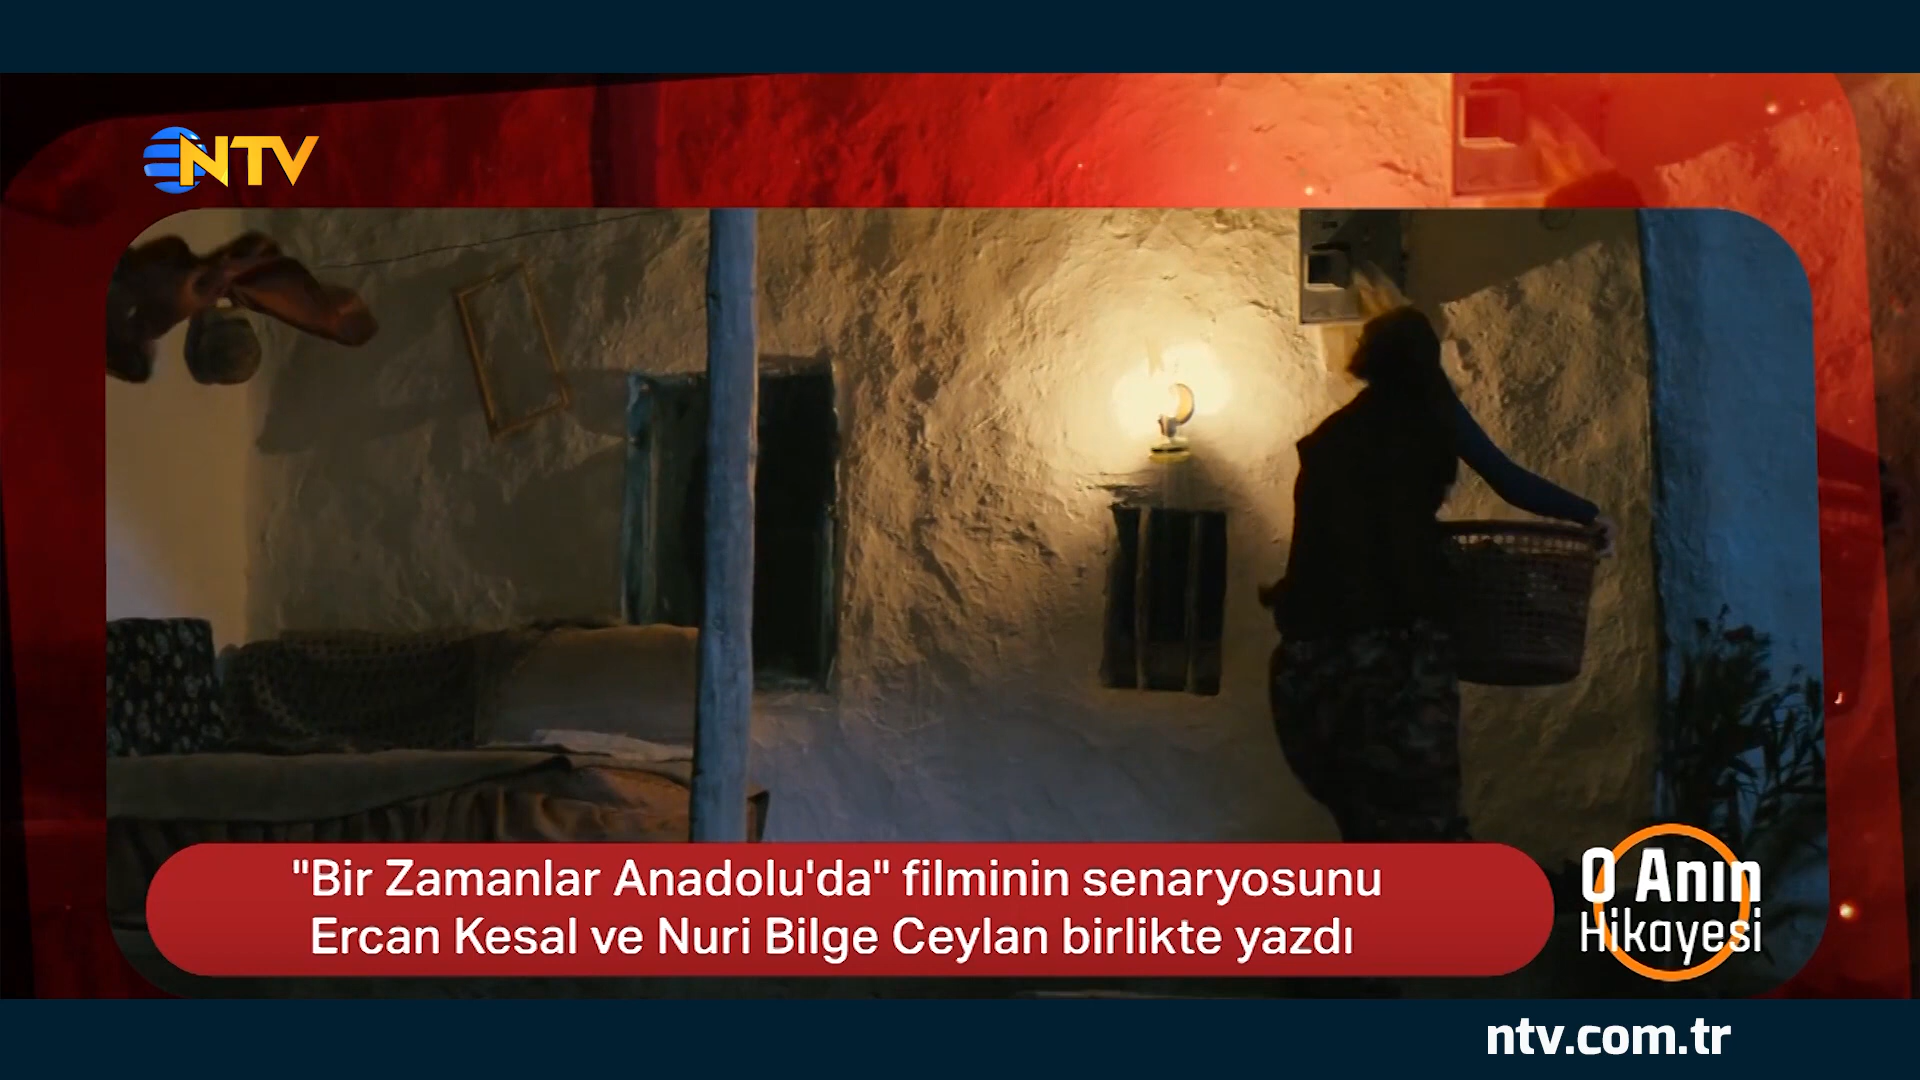 NTV
"Bir Zamanlar Anadolu'da" filminin senaryosunu
Ercan Kesal ve Nuri Bilge Ceylan birlikte yazdı
O Anın
Hikayesi
ntv.com.tr